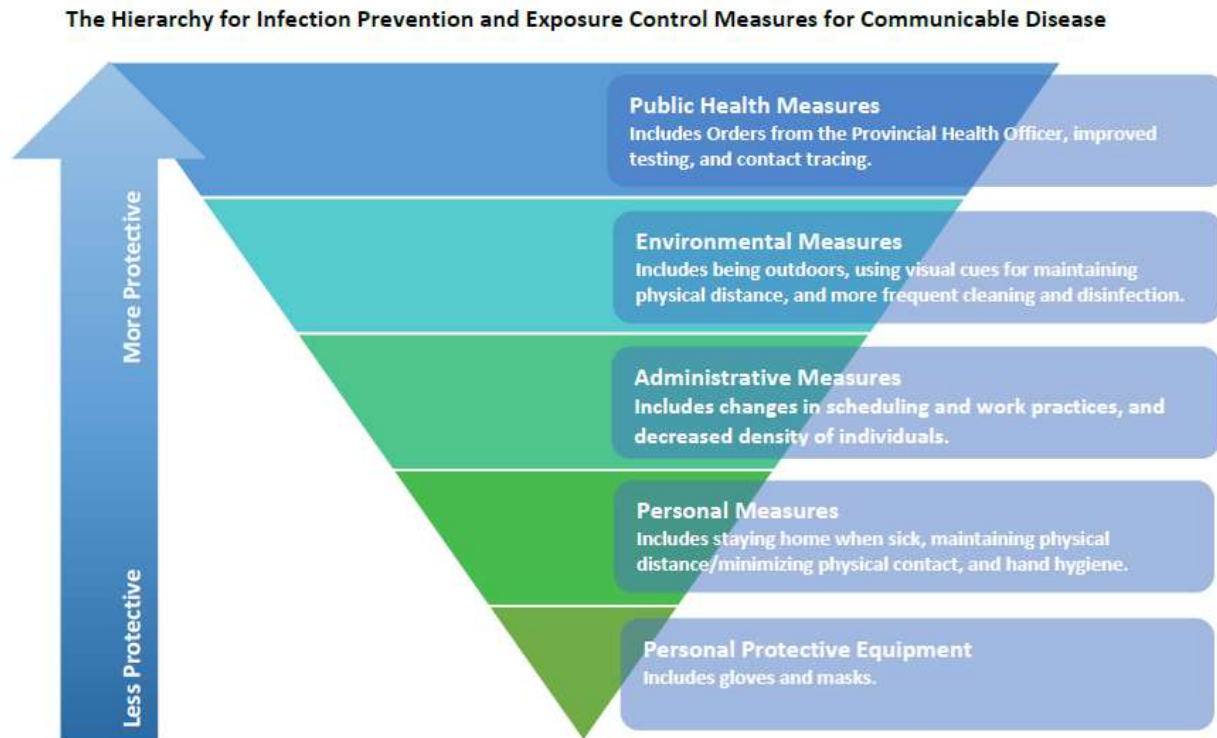 The Hierarchy for Infection Prevention and Exposure Control Measures for Communicable Disease
More Protective
Less Protective
Public Health Measures
Includes Orders from the Provincial Health Officer, improved
testing, and contact tracing.
Environmental Measures
Includes being outdoors, using visual cues for maintaining
physical distance, and more frequent cleaning and disinfection.
Administrative Measures
Includes changes in scheduling and work practices, and
decreased density of individuals.
Personal Measures
Includes staying home when sick, maintaining physical
distance/minimizing physical contact, and hand hygiene.
Personal Protective Equipment
Includes gloves and masks.